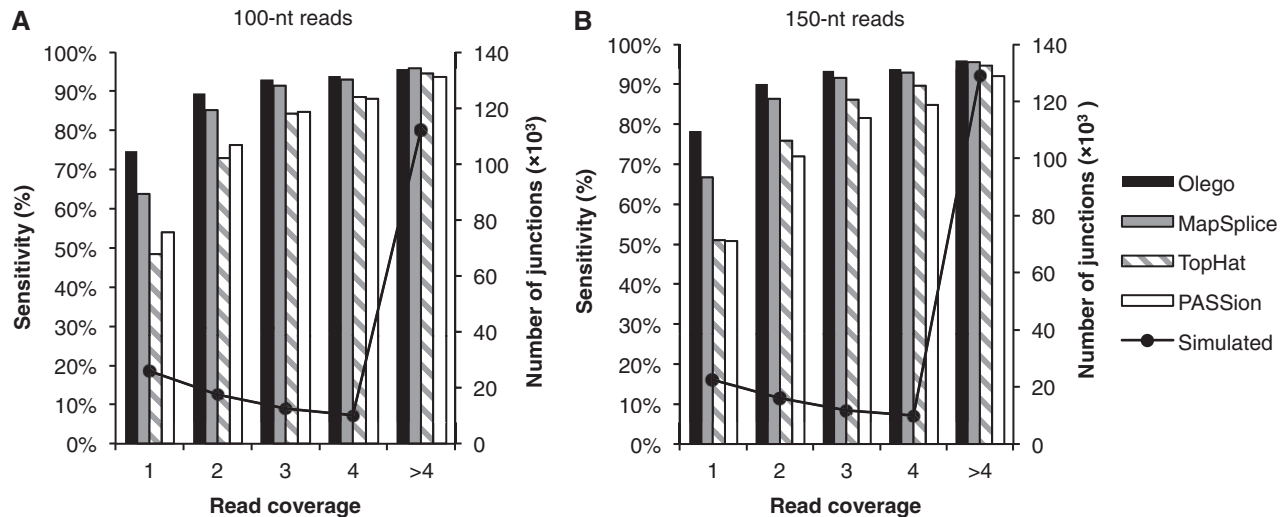 A
100-nt reads
100%
90%
80%
70%
60%
50%
40%
30%
20%
10%
0%
Sensitivity (%)
140
120
100
80
60
40
20
0
Number of junctions (×10³)
1 2 3 4 >4
Read coverage
B
150-nt reads
100%
90%
80%
70%
60%
50%
40%
30%
20%
10%
0%
Sensitivity (%)
140
120
100
80
60
40
20
0
Number of junctions (×10³)
1 2 3 4 >4
Read coverage
Olego
MapSplice
TopHat
PASSion
Simulated